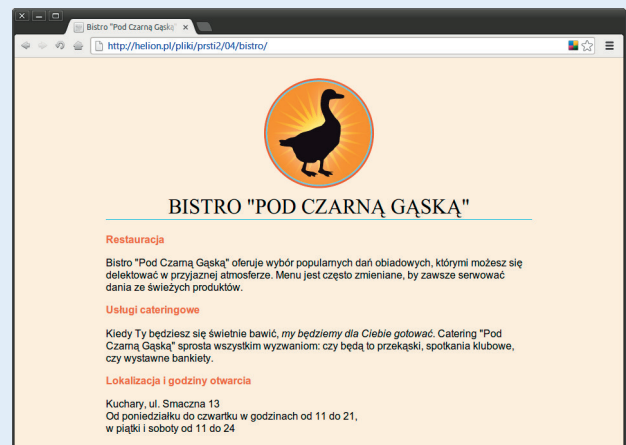 Bistro "Pod Czarną Gąską"
http://helion.pl/pliki/prsti2/04/bistro/
BISTRO "POD CZARNĄ GĄSKĄ"
Restauracja
Bistro "Pod Czarną Gąską" oferuje wybór popularnych dań obiadowych, którymi możesz się
delektować w przyjaznej atmosferze. Menu jest często zmieniane, by zawsze serwować
dania ze świeżych produktów.
Usługi cateringowe
Kiedy Ty będziesz się świetnie bawić, my będziemy dla Ciebie gotować. Catering "Pod
Czarną Gąską" sprosta wszystkim wyzwaniom: czy będą to przekąski, spotkania klubowe,
czy wystawne bankiety.
Lokalizacja i godziny otwarcia
Kuchary, ul. Smaczna 13
Od poniedziałku do czwartku w godzinach od 11 do 21,
w piątki i soboty od 11 do 24